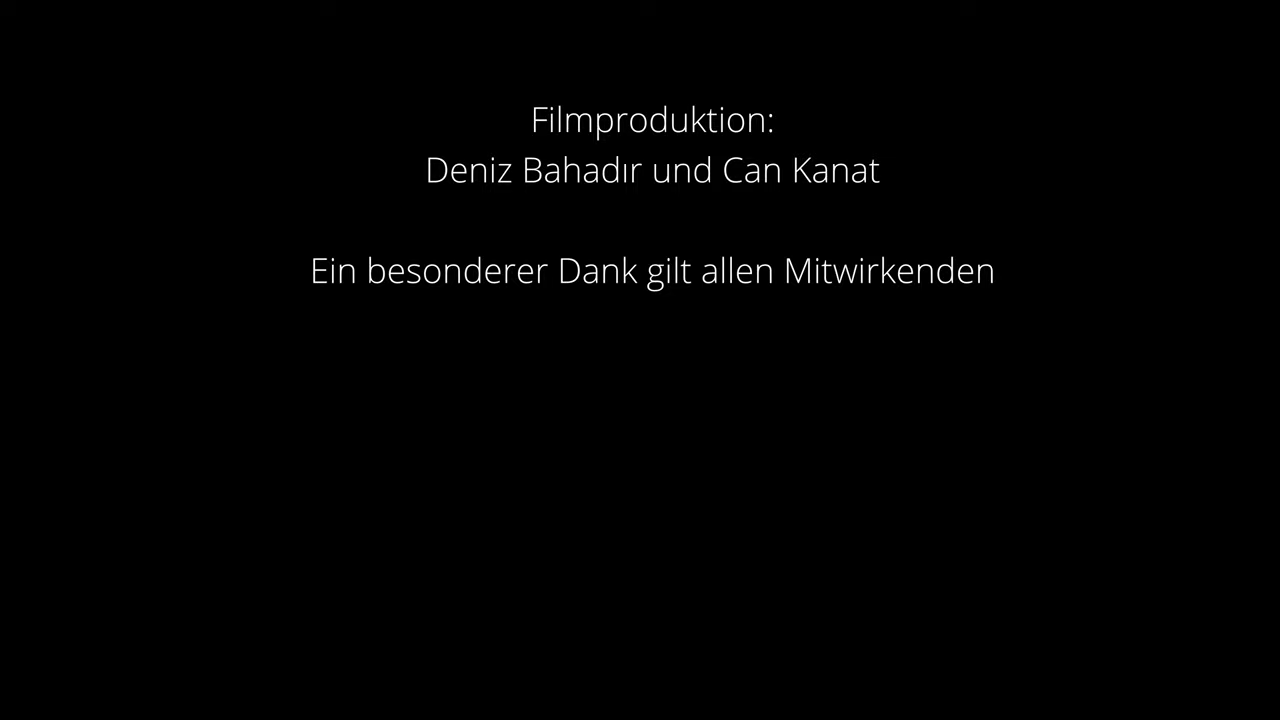 Filmproduktion:
Deniz Bahadır und Can Kanat
Ein besonderer Dank gilt allen Mitwirkenden